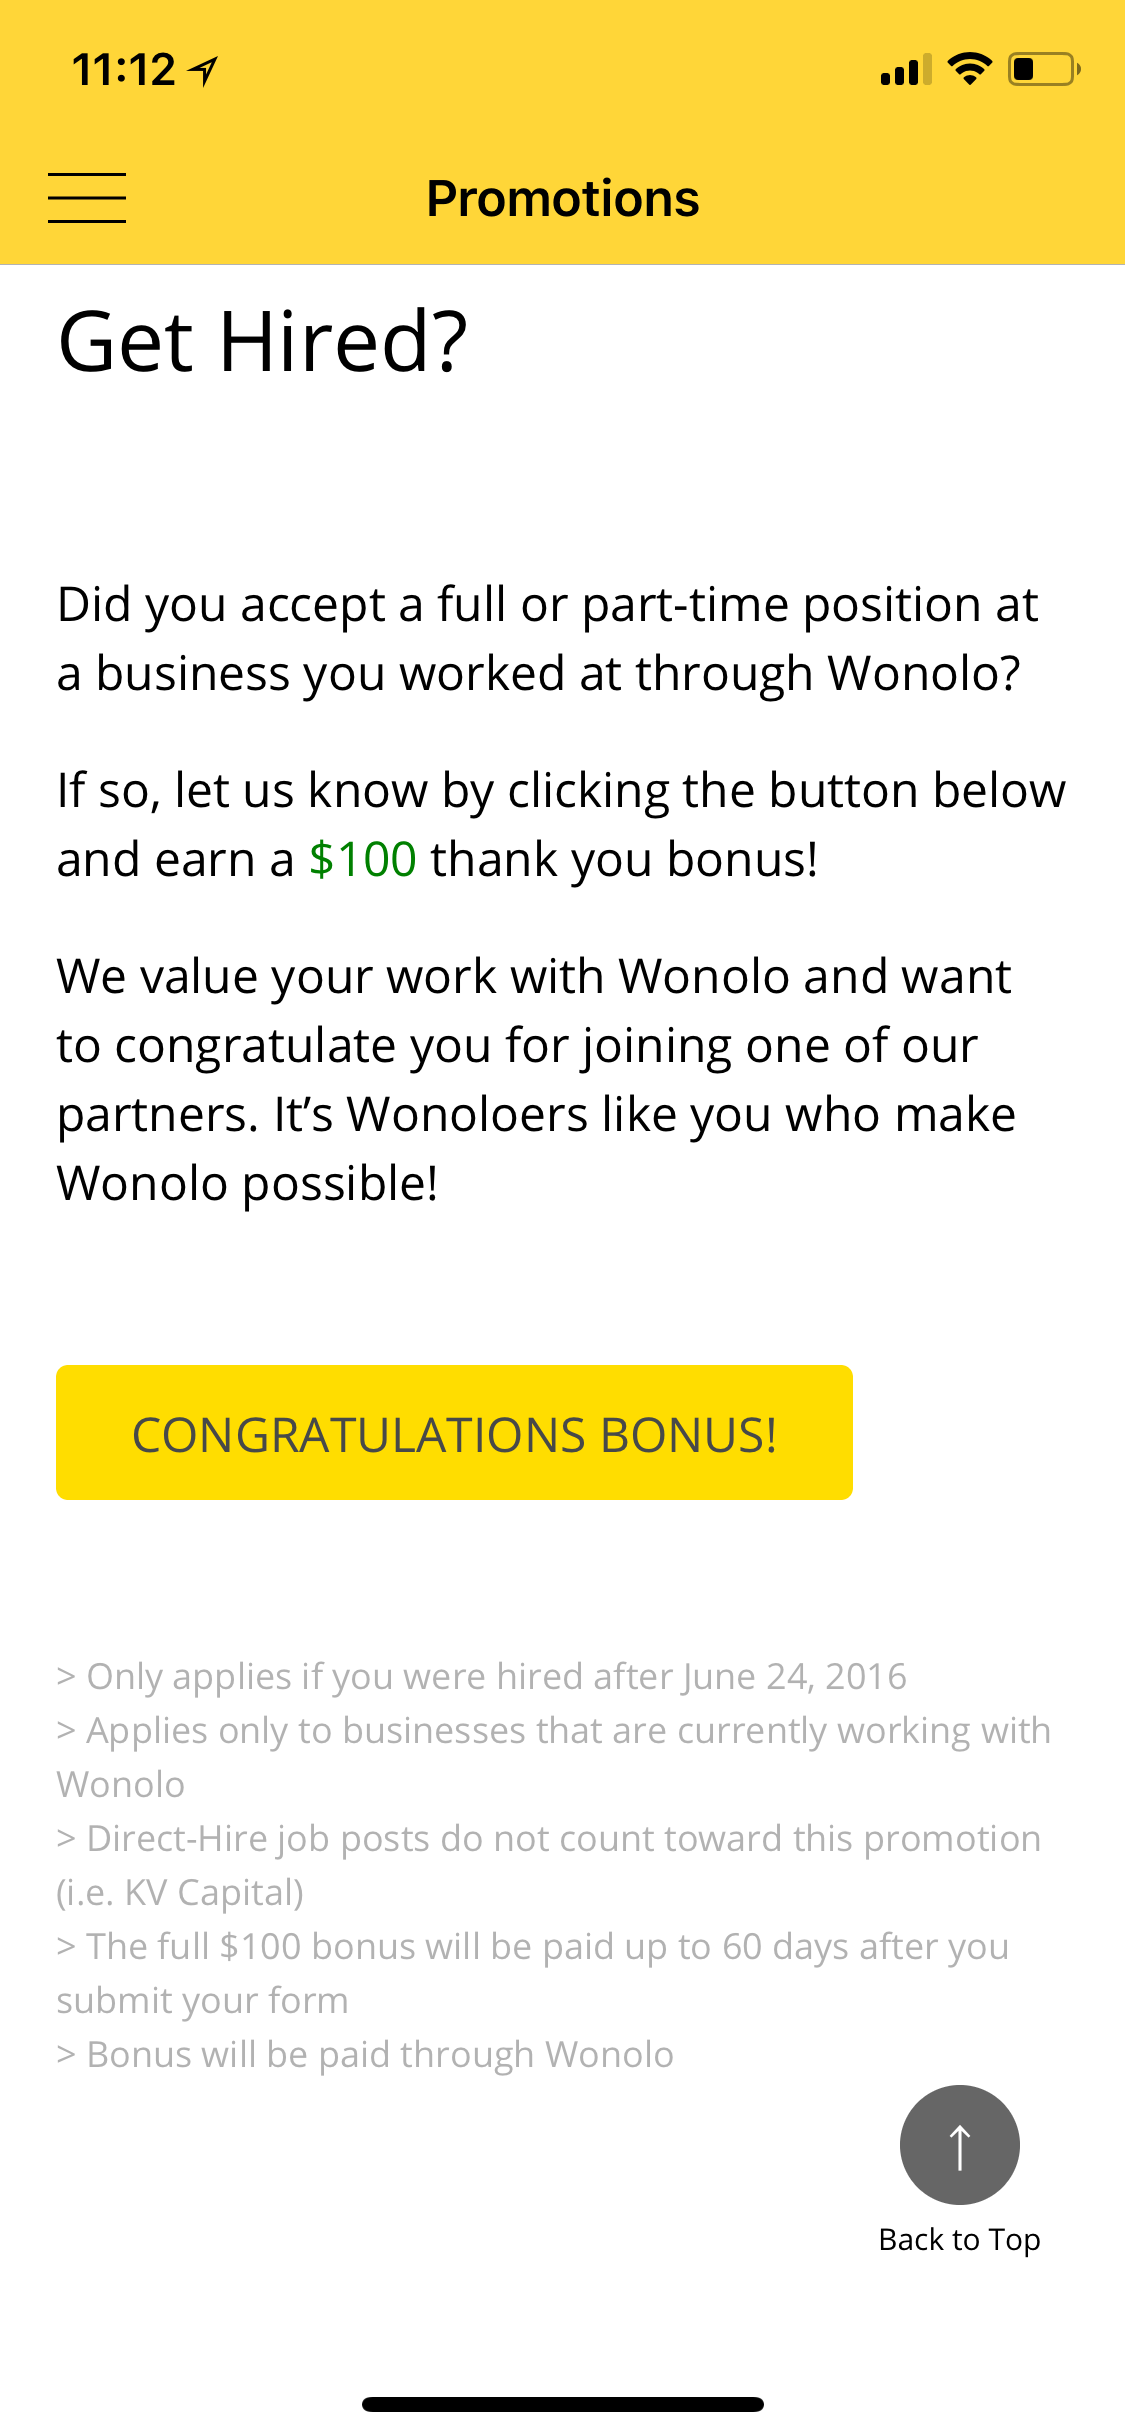 11:12
Promotions
Get Hired?
Did you accept a full or part-time position at
a business you worked at through Wonolo?
If so, let us know by clicking the button below
and earn a $100 thank you bonus!
We value your work with Wonolo and want
to congratulate you for joining one of our
partners. It’s Wonoloers like you who make
Wonolo possible!
CONGRATULATIONS BONUS!
> Only applies if you were hired after June 24, 2016
> Applies only to businesses that are currently working with
Wonolo
> Direct-Hire job posts do not count toward this promotion
(i.e. KV Capital)
> The full $100 bonus will be paid up to 60 days after you
submit your form
> Bonus will be paid through Wonolo
↑
Back to Top